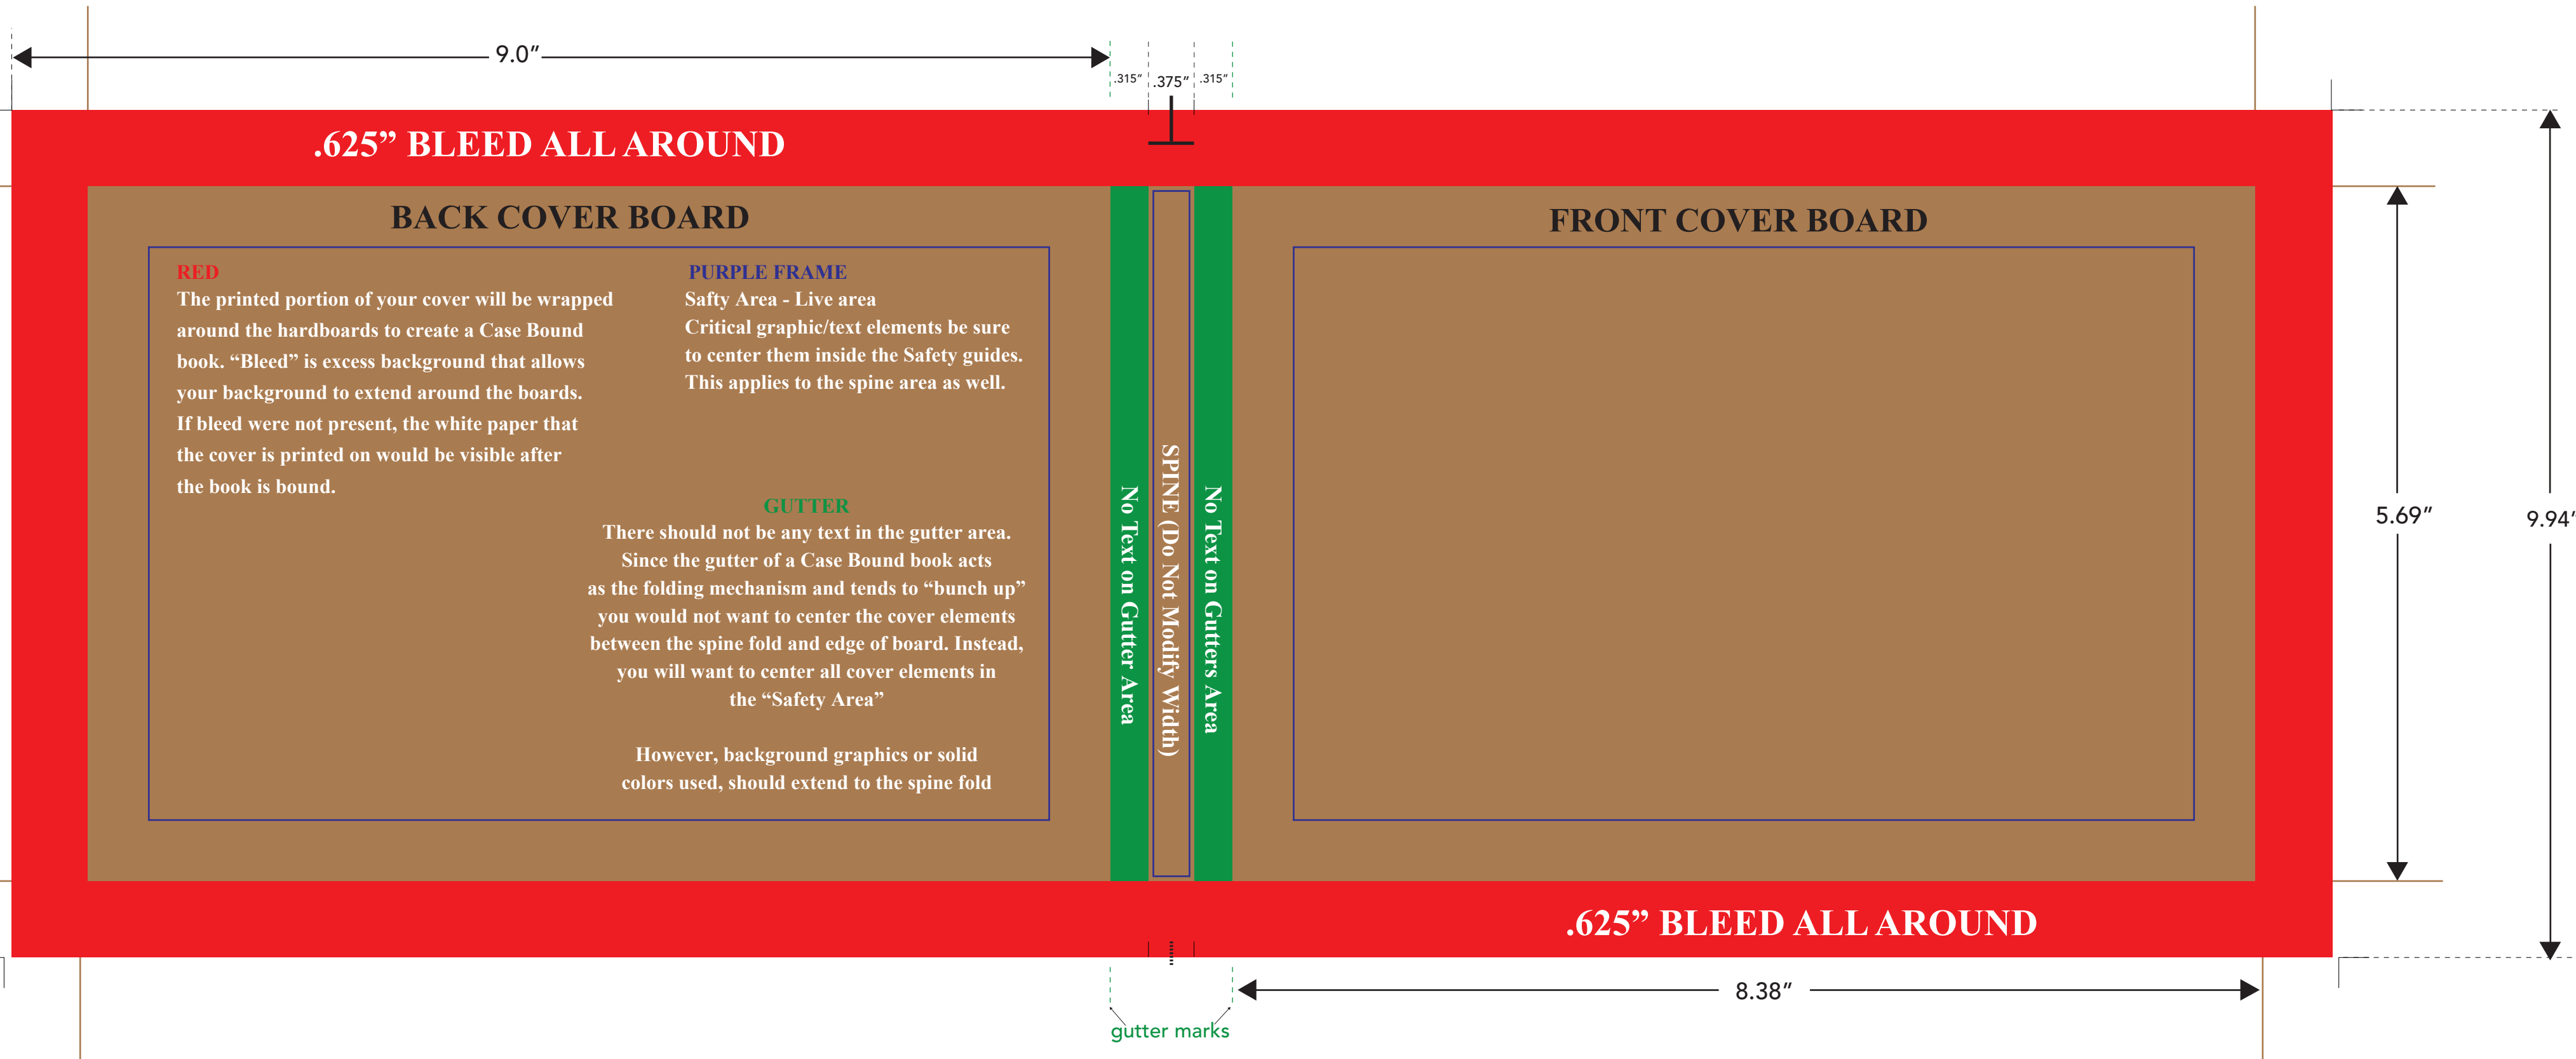 9.0”
.315” .375” .315”
.625” BLEED ALL AROUND
BACK COVER BOARD
FRONT COVER BOARD
RED
The printed portion of your cover will be wrapped
around the hardboards to create a Case Bound
book. “Bleed” is excess background that allows
your background to extend around the boards.
If bleed were not present, the white paper that
the cover is printed on would be visible after
the book is bound.
PURPLE FRAME
Safty Area - Live area
Critical graphic/text elements be sure
to center them inside the Safety guides.
This applies to the spine area as well.
GUTTER
There should not be any text in the gutter area.
Since the gutter of a Case Bound book acts
as the folding mechanism and tends to “bunch up”
you would not want to center the cover elements
between the spine fold and edge of board. Instead,
you will want to center all cover elements in
the “Safety Area”
However, background graphics or solid
colors used, should extend to the spine fold
No Text on Gutter Area
SPINE (Do Not Modify Width)
No Text on Gutters Area
5.69”
9.94”
.625” BLEED ALL AROUND
8.38”
gutter marks